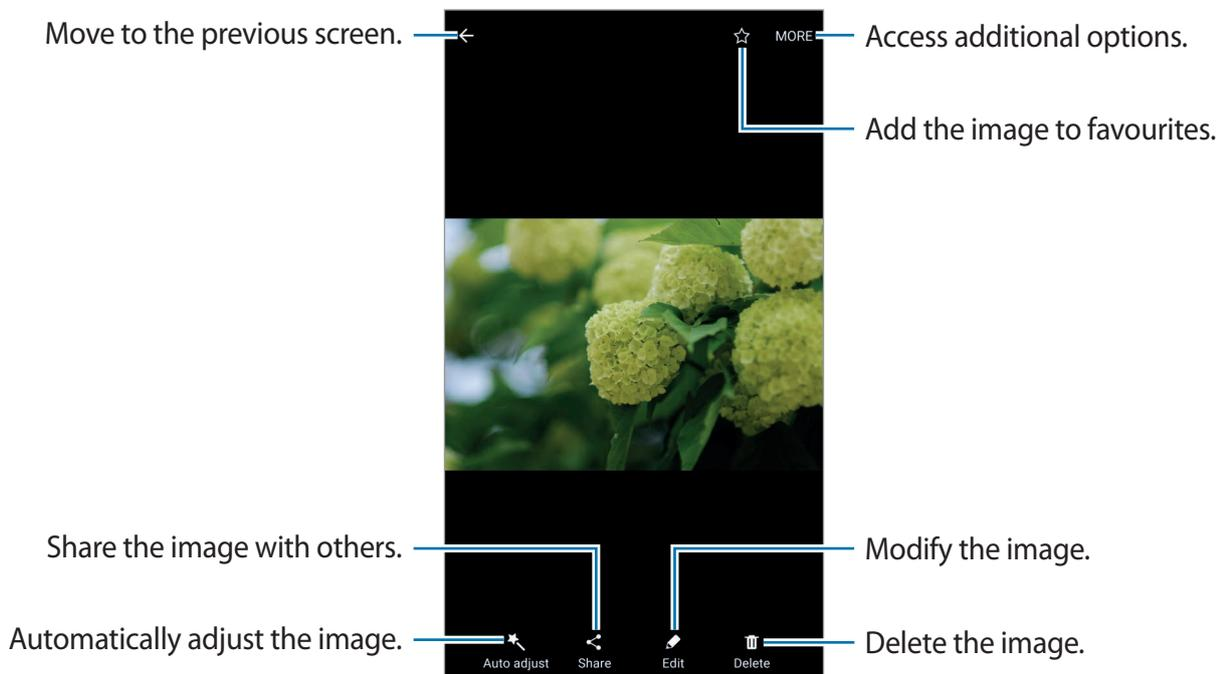 Move to the previous screen.
MORE
Access additional options.
Add the image to favourites.
Share the image with others.
Modify the image.
Automatically adjust the image.
Delete the image.
Auto adjust
Share
Edit
Delete